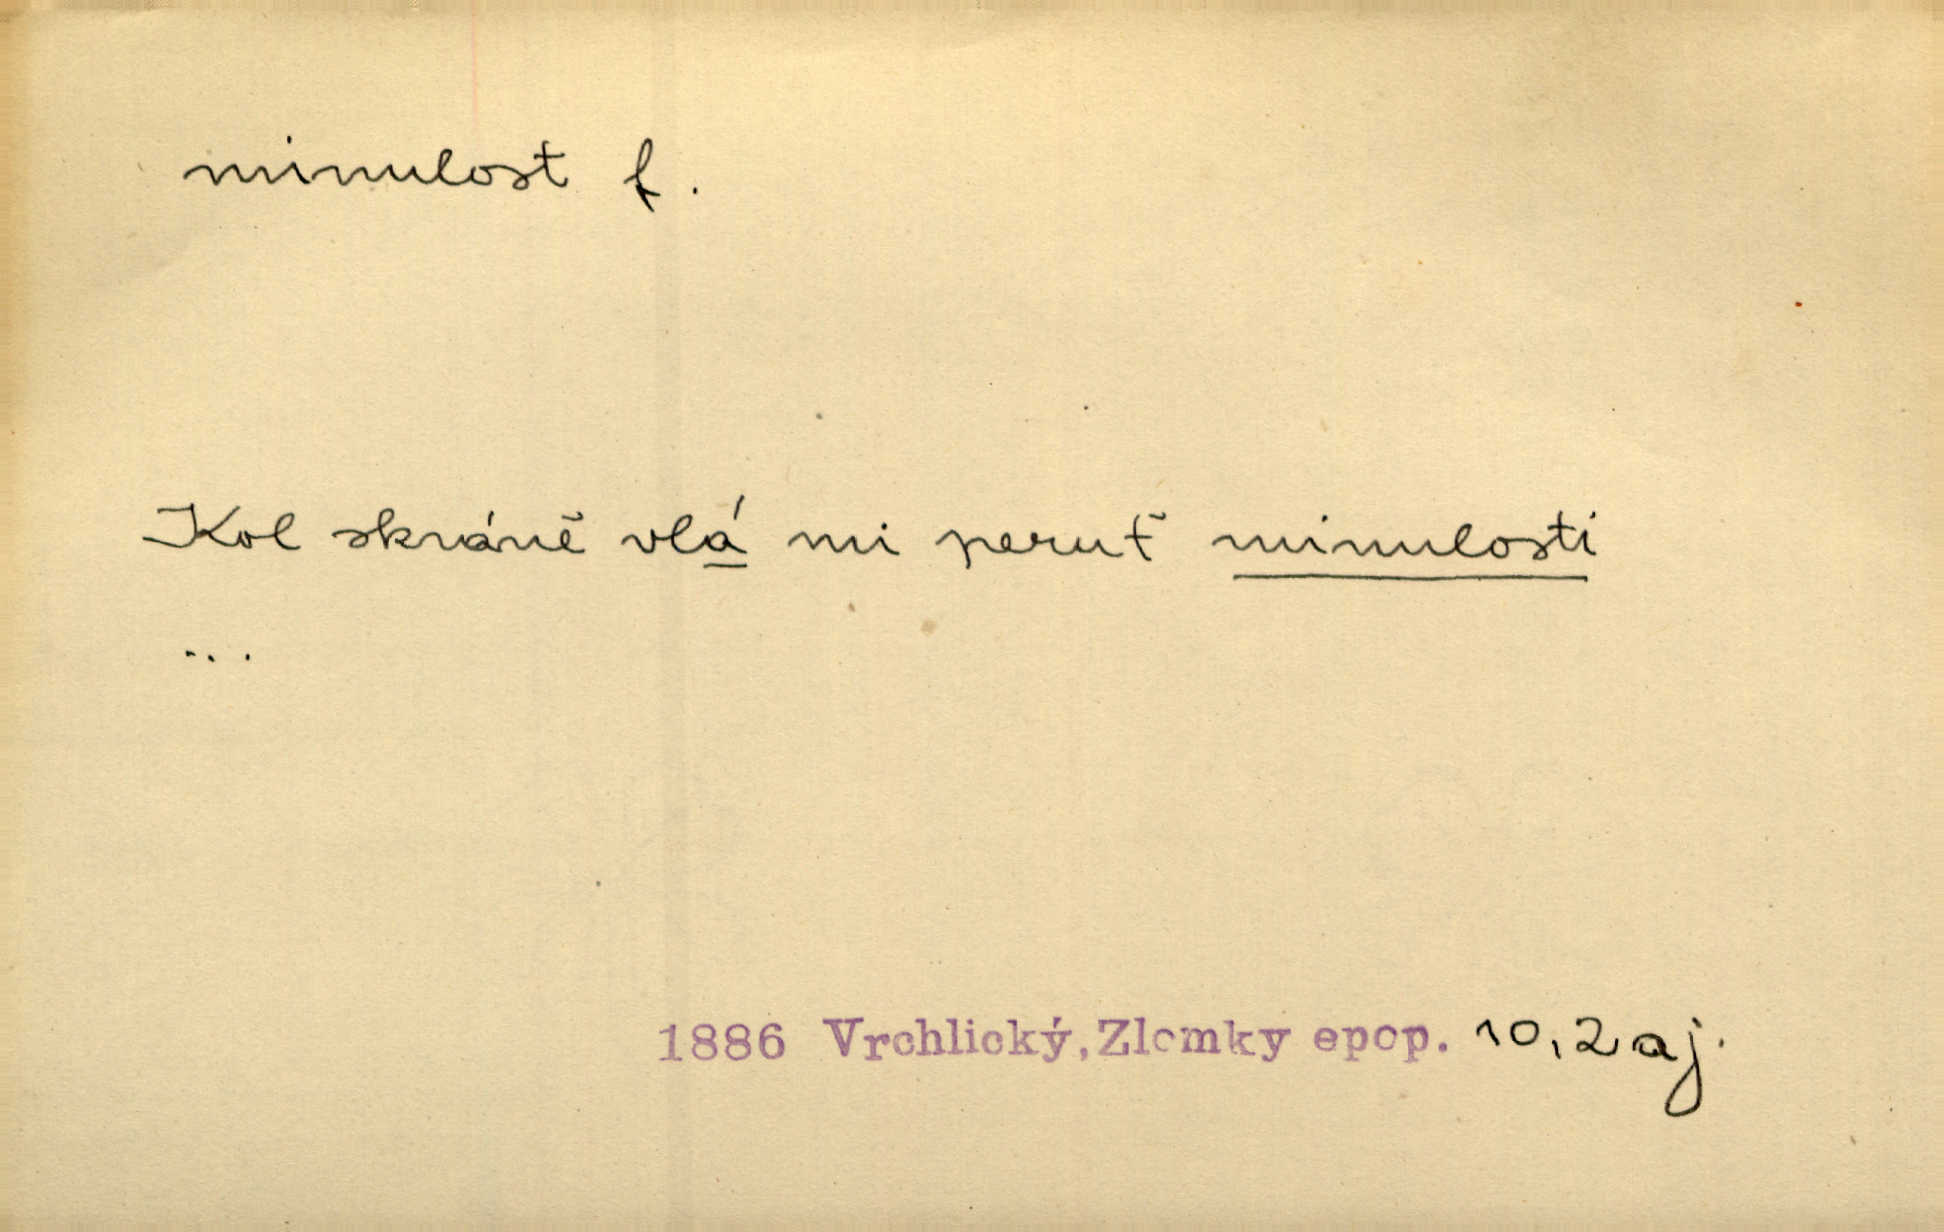 minulost f.
Kol skráně vlá mi peruť minulosti
...
1886 Vrchlický, Zlomky epop. 10,2 aj.